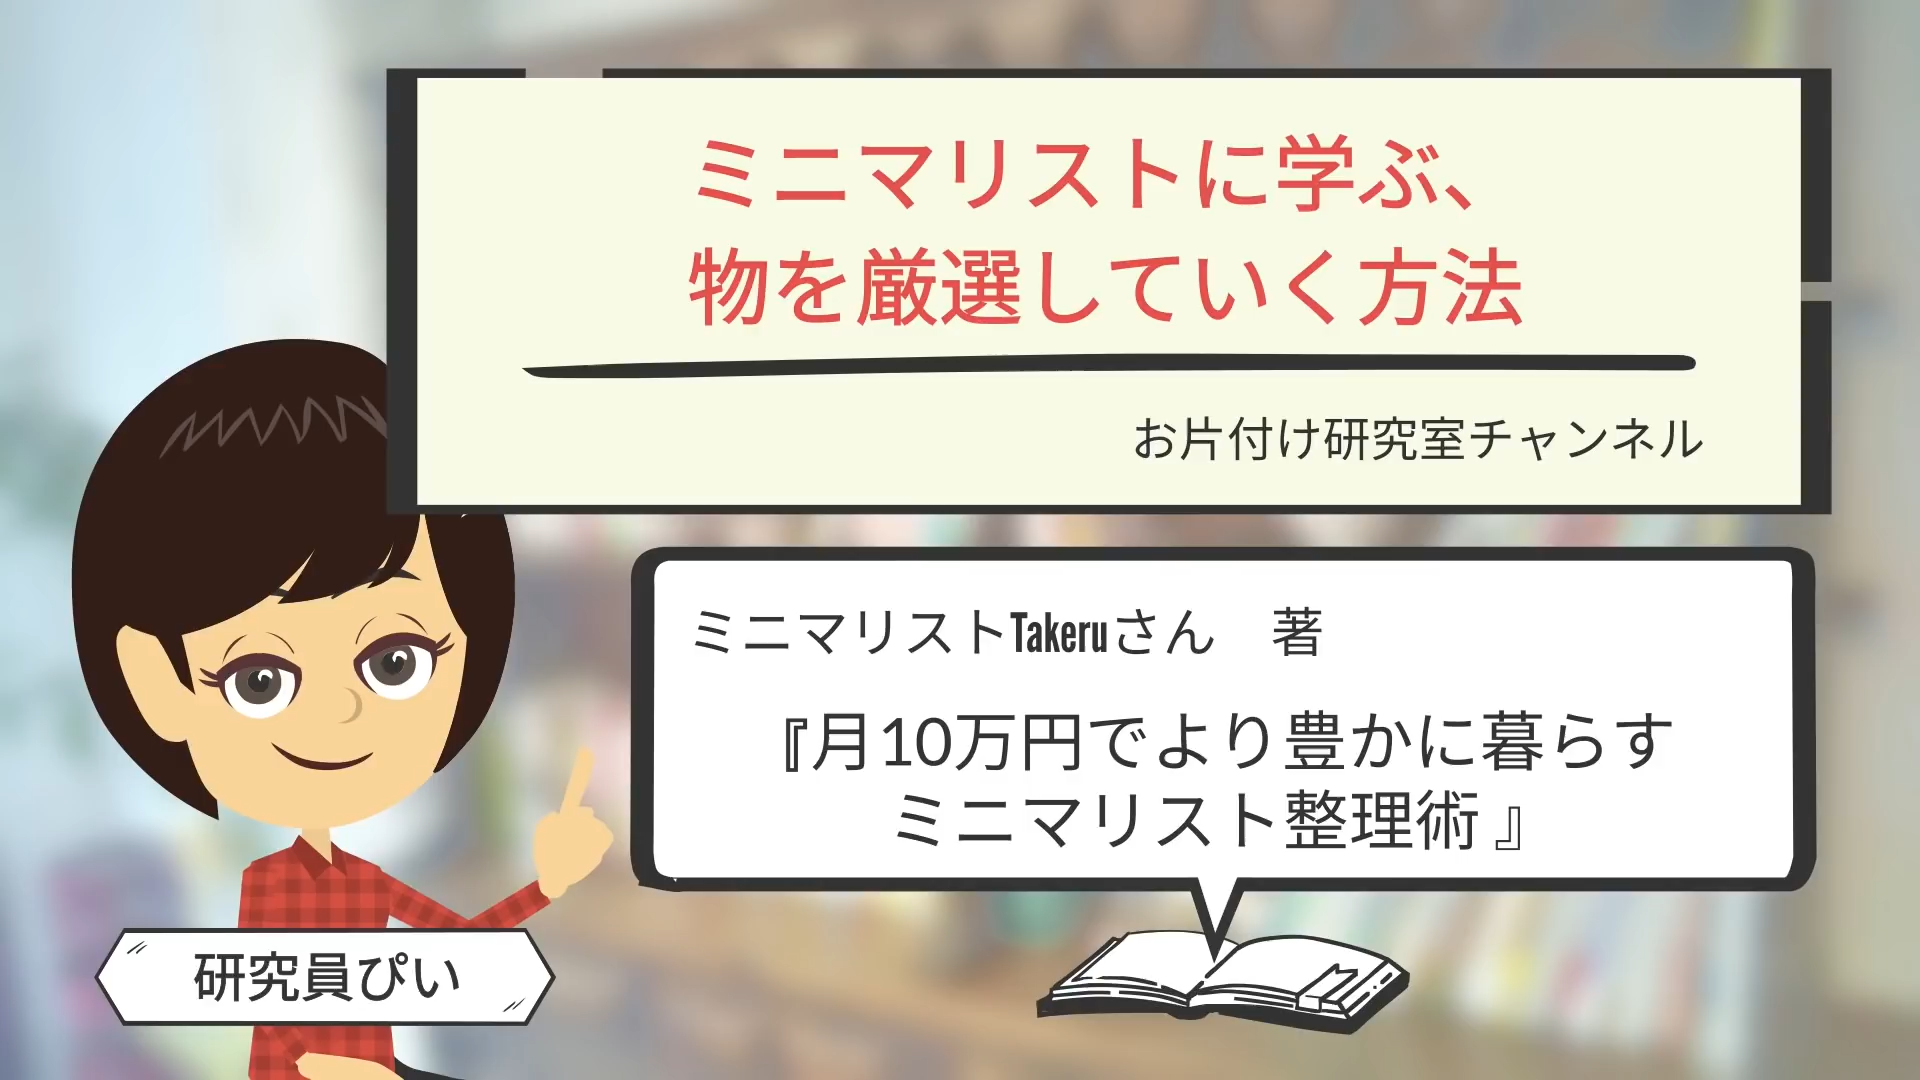 ミニマリストに学ぶ、
物を厳選していく方法
お片付け研究室チャンネル
ミニマリストTakeruさん　著
『月10万円でより豊かに暮らす
ミニマリスト整理術 』
研究員ぴい